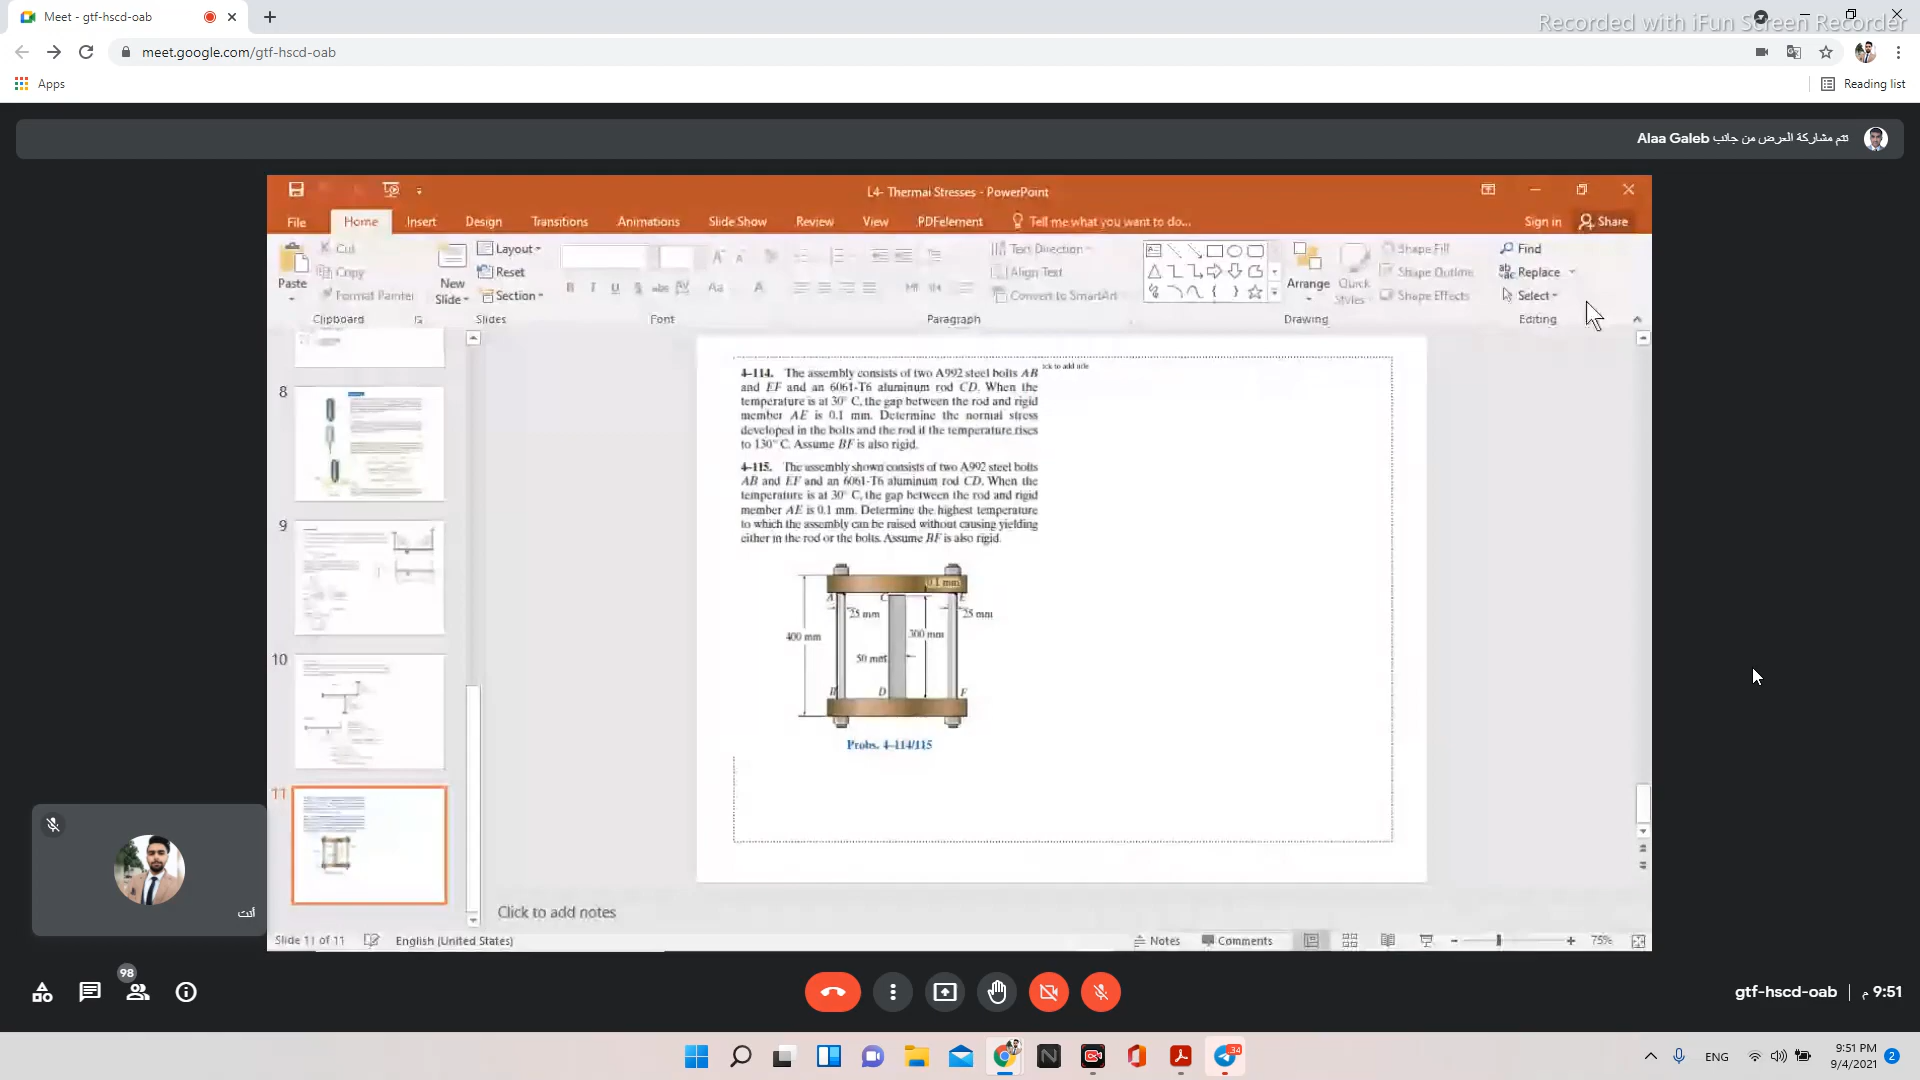 Meet - gtf-hscd-oab
Recorded with iFun Screen Recorder
meet.google.com/gtf-hscd-oab
Apps
Reading list
تتم مشاركة العرض من جانب Alaa Galeb
L4- Thermal Stresses - PowerPoint
File Home Insert Design Transitions Animations Slide Show Review View PDFelement Tell me what you want to do... Sign in Share
Cut
Copy
Format Painter
Paste
Clipboard
New Slide
Layout
Reset
Section
Slides
B I U S abc AV Aa A
Font
Text Direction
Align Text
Convert to SmartArt
Paragraph
Arrange
Quick Styles
Shape Fill
Shape Outline
Shape Effects
Drawing
Find
Replace
Select
Editing
8
9
10
11
4–114. The assembly consists of two A992 steel bolts AB
and EF and an 6061-T6 aluminum rod CD. When the
temperature is at 30° C, the gap between the rod and rigid
member AE is 0.1 mm. Determine the normal stress
developed in the bolts and the rod if the temperature rises
to 130° C. Assume BF is also rigid.
ck to add title
4–115. The assembly shown consists of two A992 steel bolts
AB and EF and an 6061-T6 aluminum rod CD. When the
temperature is at 30° C, the gap between the rod and rigid
member AE is 0.1 mm. Determine the highest temperature
to which the assembly can be raised without causing yielding
either in the rod or the bolts. Assume BF is also rigid.
0.1 mm
A C E
25 mm 25 mm
400 mm 300 mm
50 mm
B D F
Probs. 4–114/115
أنت
Click to add notes
Slide 11 of 11 English (United States) Notes Comments 75%
98
gtf-hscd-oab | م 9:51
34
ENG
9:51 PM
9/4/2021
2